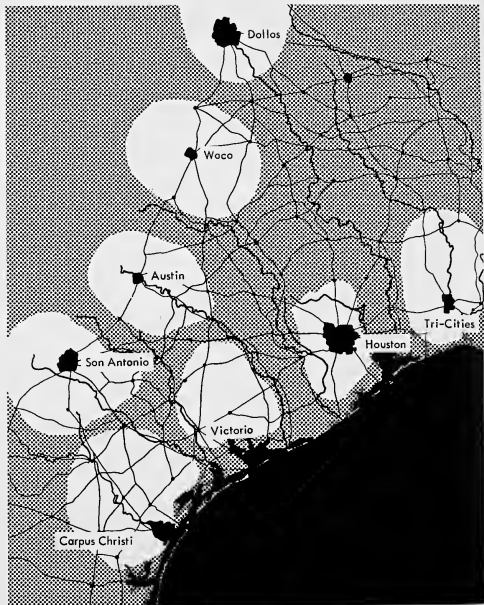 Dollos
Woco
Austin
Tri-Cities
Houston
Son Antonio
Victorio
Carpus Christi